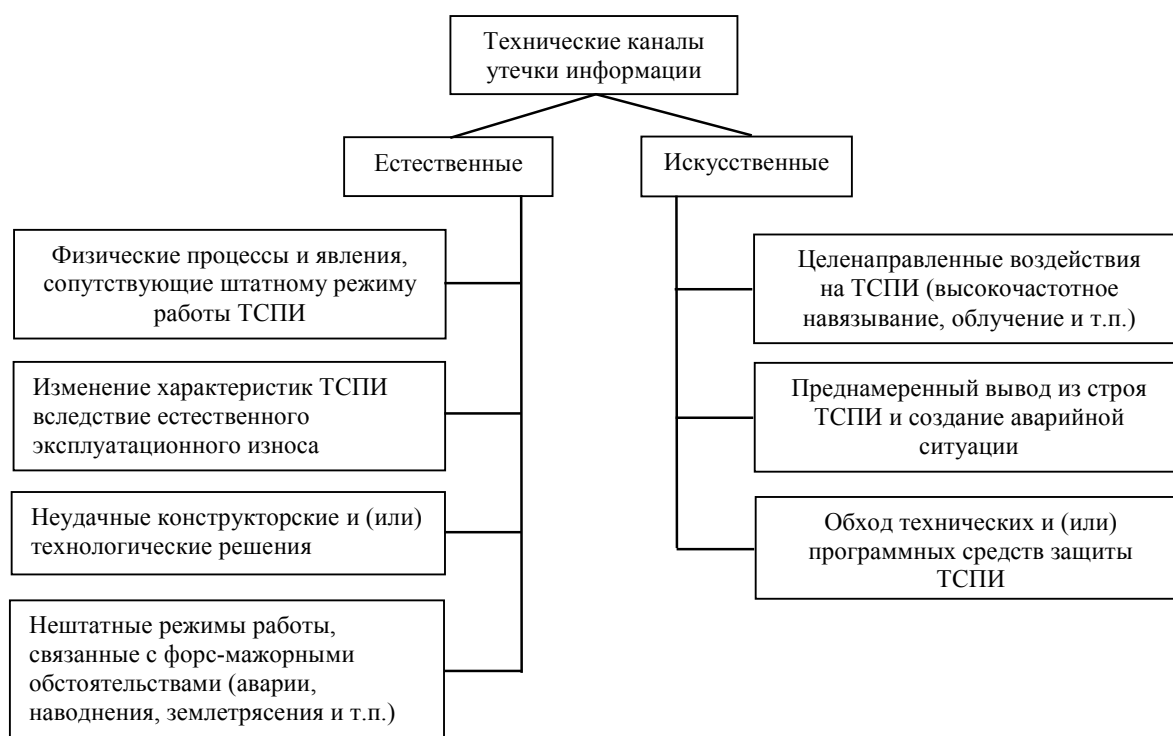 Технические каналы
утечки информации
Естественные
Искусственные
Физические процессы и явления,
сопутствующие штатному режиму
работы ТСПИ
Изменение характеристик ТСПИ
вследствие естественного
эксплуатационного износа
Неудачные конструкторские и (или)
технологические решения
Нештатные режимы работы,
связанные с форс-мажорными
обстоятельствами (аварии,
наводнения, землетрясения и т.п.)
Целенаправленные воздействия
на ТСПИ (высокочастотное
навязывание, облучение и т.п.)
Преднамеренный вывод из строя
ТСПИ и создание аварийной
ситуации
Обход технических и (или)
программных средств защиты
ТСПИ